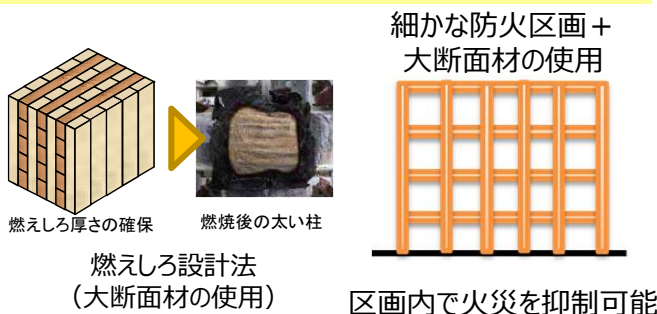 細かな防火区画＋
大断面材の使用
燃えしろ厚さの確保
燃焼後の太い柱
燃えしろ設計法
（大断面材の使用）
区画内で火災を抑制可能